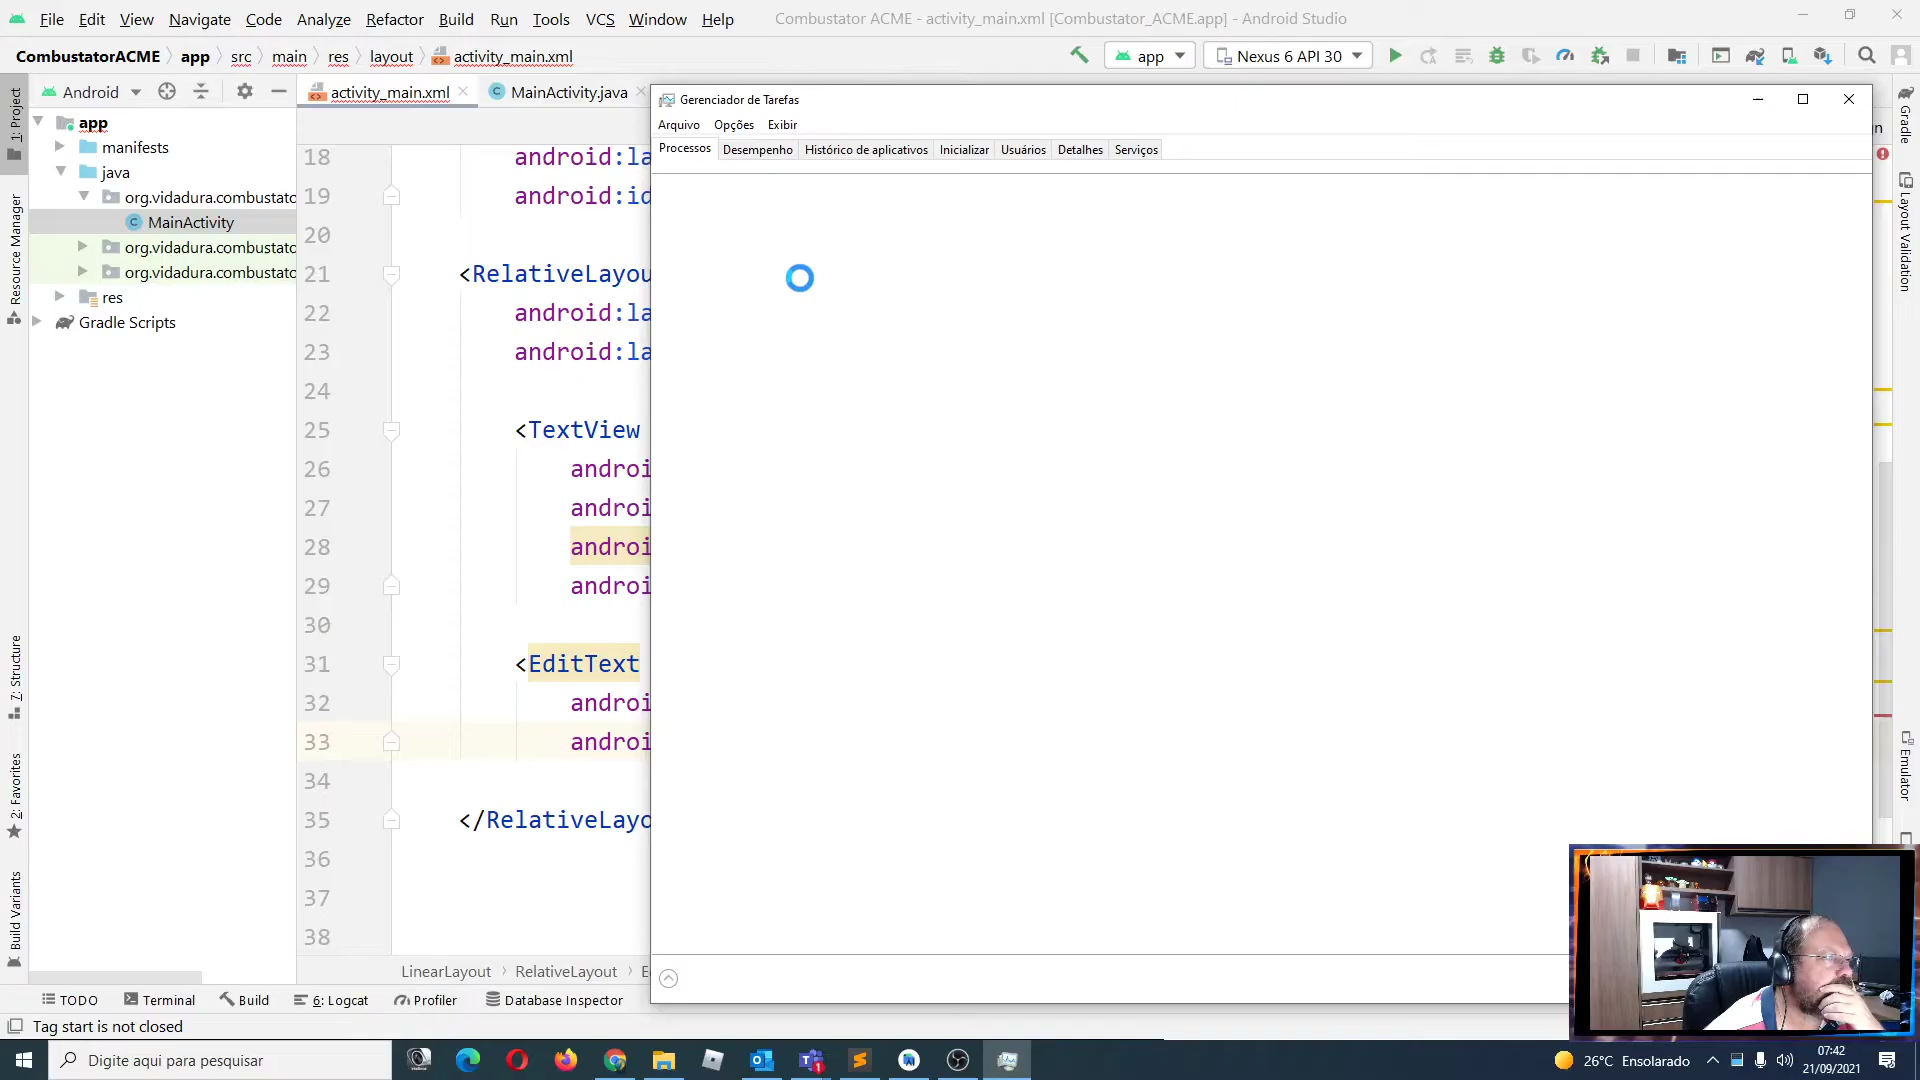 File Edit View Navigate Code Analyze Refactor Build Run Tools VCS Window Help Combustator ACME - activity_main.xml [Combustator_ACME.app] - Android Studio
CombustatorACME app src main res layout activity_main.xml app Nexus 6 API 30
Android activity_main.xml MainActivity.java
Gerenciador de Tarefas
Arquivo Opções Exibir
Processos Desempenho Histórico de aplicativos Inicializar Usuários Detalhes Serviços
app
manifests
java
org.vidadura.combustato
MainActivity
org.vidadura.combustato
org.vidadura.combustato
res
Gradle Scripts
18 android:la
19 android:id
20
21 <RelativeLayou
22 android:la
23 android:la
24
25 <TextView
26 androi
27 androi
28 androi
29 androi
30
31 <EditText
32 androi
33 androi
34
35 </RelativeLayo
36
37
38
LinearLayout RelativeLayout E
1: Project
Resource Manager
7: Structure
2: Favorites
Build Variants
Gradle
Layout Validation
Emulator
TODO Terminal Build 6: Logcat Profiler Database Inspector
Tag start is not closed
Digite aqui para pesquisar
26°C Ensolarado
07:42
21/09/2021